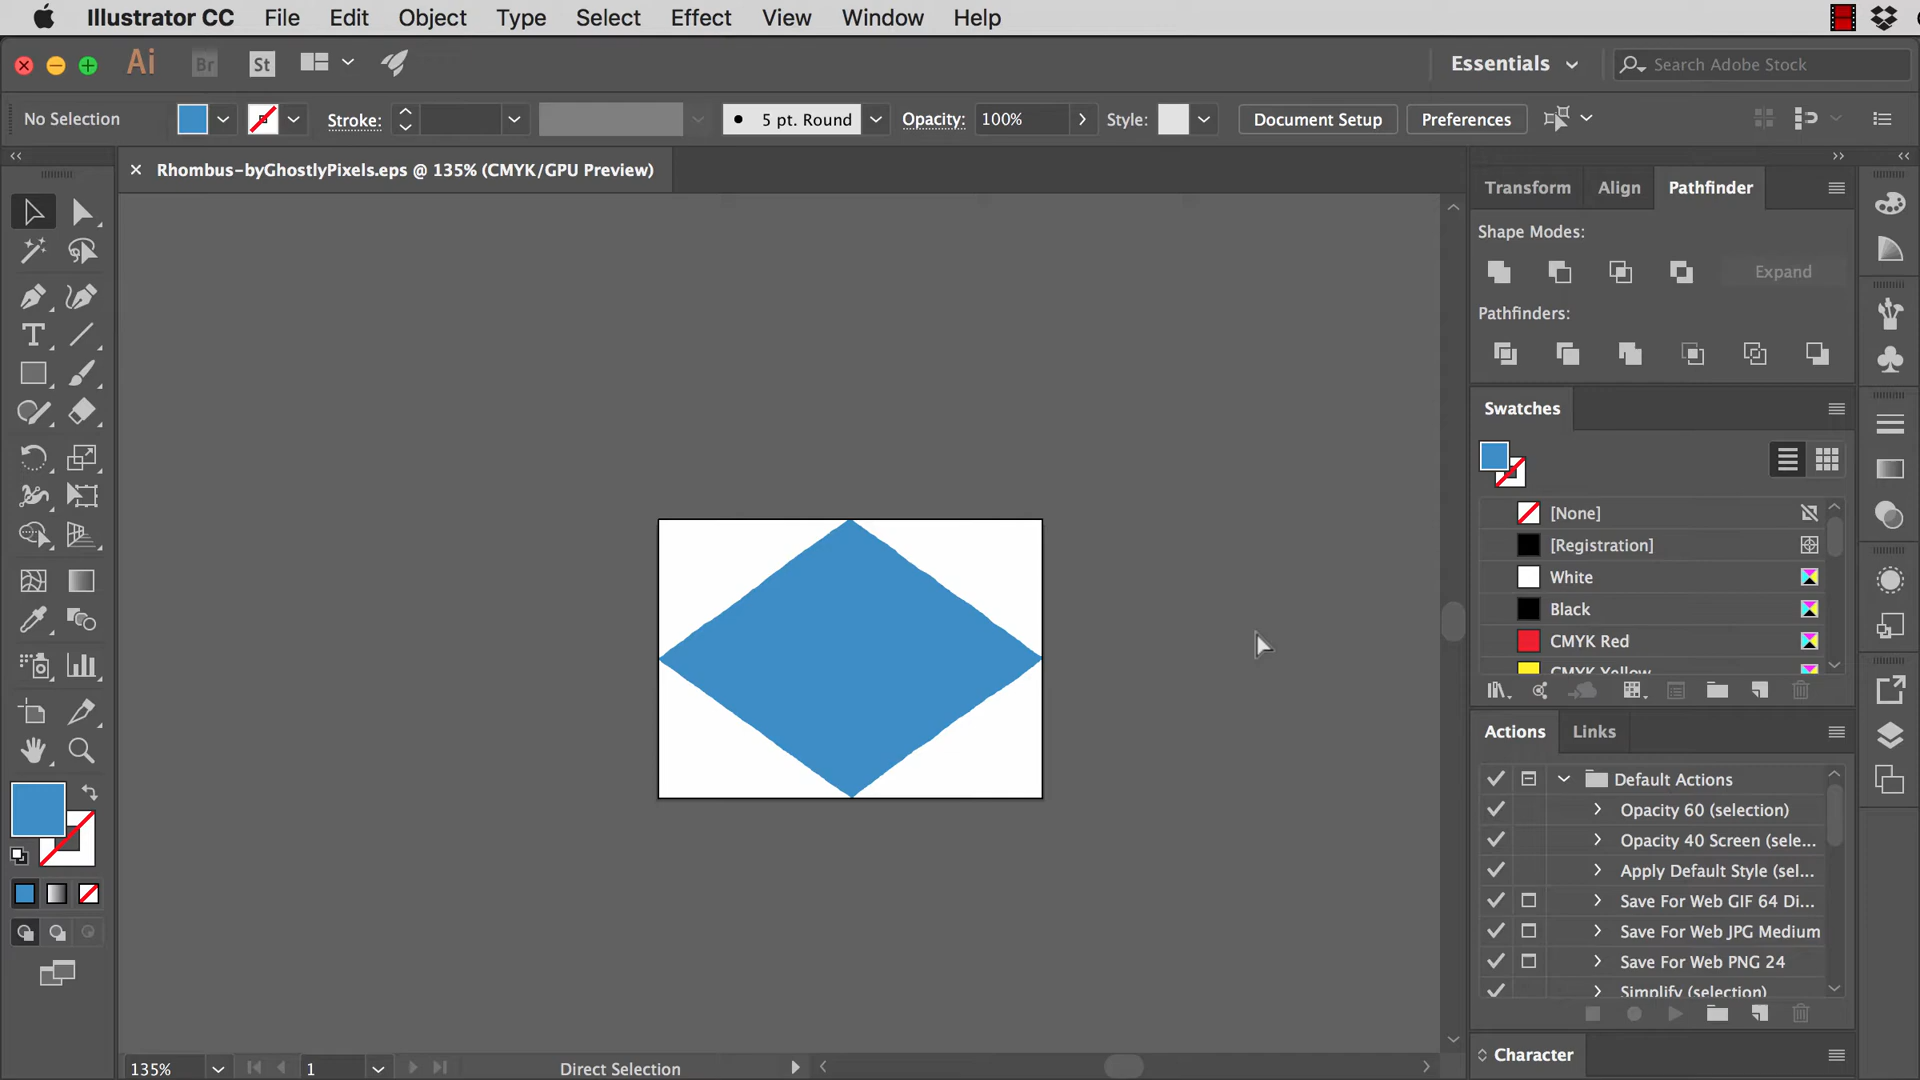 Illustrator CC File Edit Object Type Select Effect View Window Help
Ai Br St Essentials Search Adobe Stock
No Selection Stroke: 5 pt. Round Opacity: 100% Style: Document Setup Preferences
Rhombus-byGhostlyPixels.eps @ 135% (CMYK/GPU Preview)
Transform Align Pathfinder
Shape Modes:
Expand
Pathfinders:
Swatches
[None]
[Registration]
White
Black
CMYK Red
CMYK Yellow
Actions Links
Default Actions
Opacity 60 (selection)
Opacity 40 Screen (sele...
Apply Default Style (sel...
Save For Web GIF 64 Di...
Save For Web JPG Medium
Save For Web PNG 24
Simplify (selection)
Character
135% 1 Direct Selection